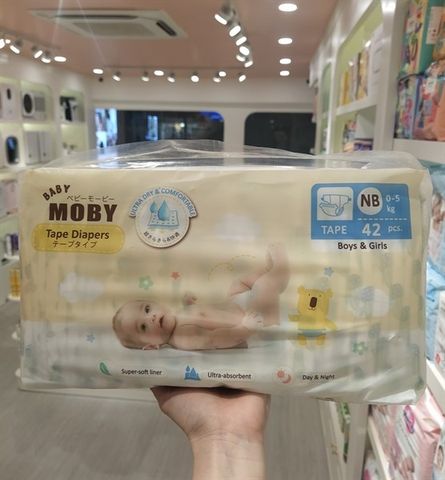 BABY
ベビーモービー
MOBY
Tape Diapers
テープタイプ
ULTRA DRY & COMFORTABLE
NB 0-5 kg
TAPE 42 pcs.
Boys & Girls
Super-soft liner
Ultra-absorbent
Day & Night